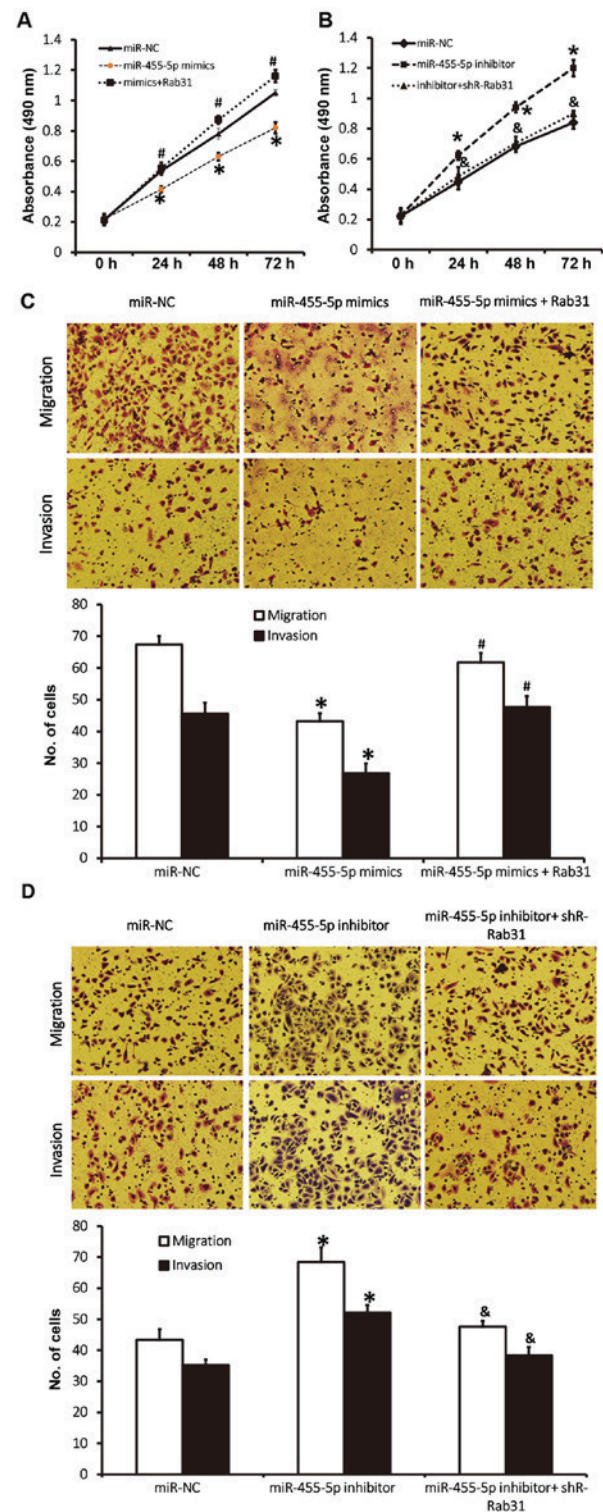 A
Absorbance (490 nm)
1.4
1.2
1
0.8
0.6
0.4
0.2
0
0 h
24 h
48 h
72 h
miR-NC
miR-455-5p mimics
mimics+Rab31
#
#
#
*
*
*
B
Absorbance (490 nm)
1.4
1.2
1
0.8
0.6
0.4
0.2
0
0 h
24 h
48 h
72 h
miR-NC
miR-455-5p inhibitor
inhibitor+shR-Rab31
*
*
*
&
&
&
C
miR-NC
miR-455-5p mimics
miR-455-5p mimics + Rab31
Migration
Invasion
No. of cells
80
70
60
50
40
30
20
10
0
Migration
Invasion
*
*
#
#
miR-NC
miR-455-5p mimics
miR-455-5p mimics + Rab31
D
miR-NC
miR-455-5p inhibitor
miR-455-5p inhibitor+ shR-
Rab31
Migration
Invasion
No. of cells
80
70
60
50
40
30
20
10
0
Migration
Invasion
*
*
&
&
miR-NC
miR-455-5p inhibitor
miR-455-5p inhibitor+ shR-
Rab31